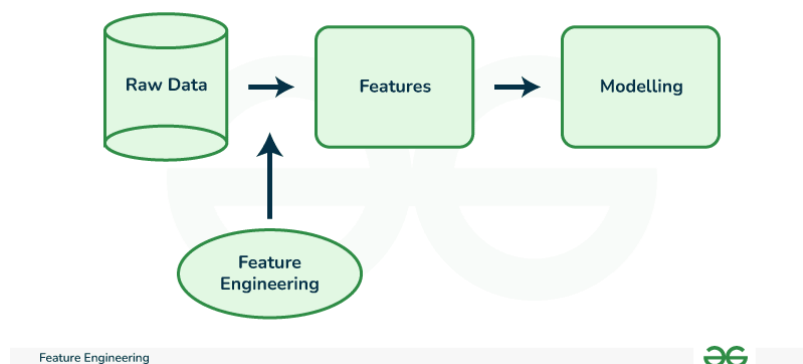 Raw Data
Features
Modelling
Feature
Engineering
Feature Engineering